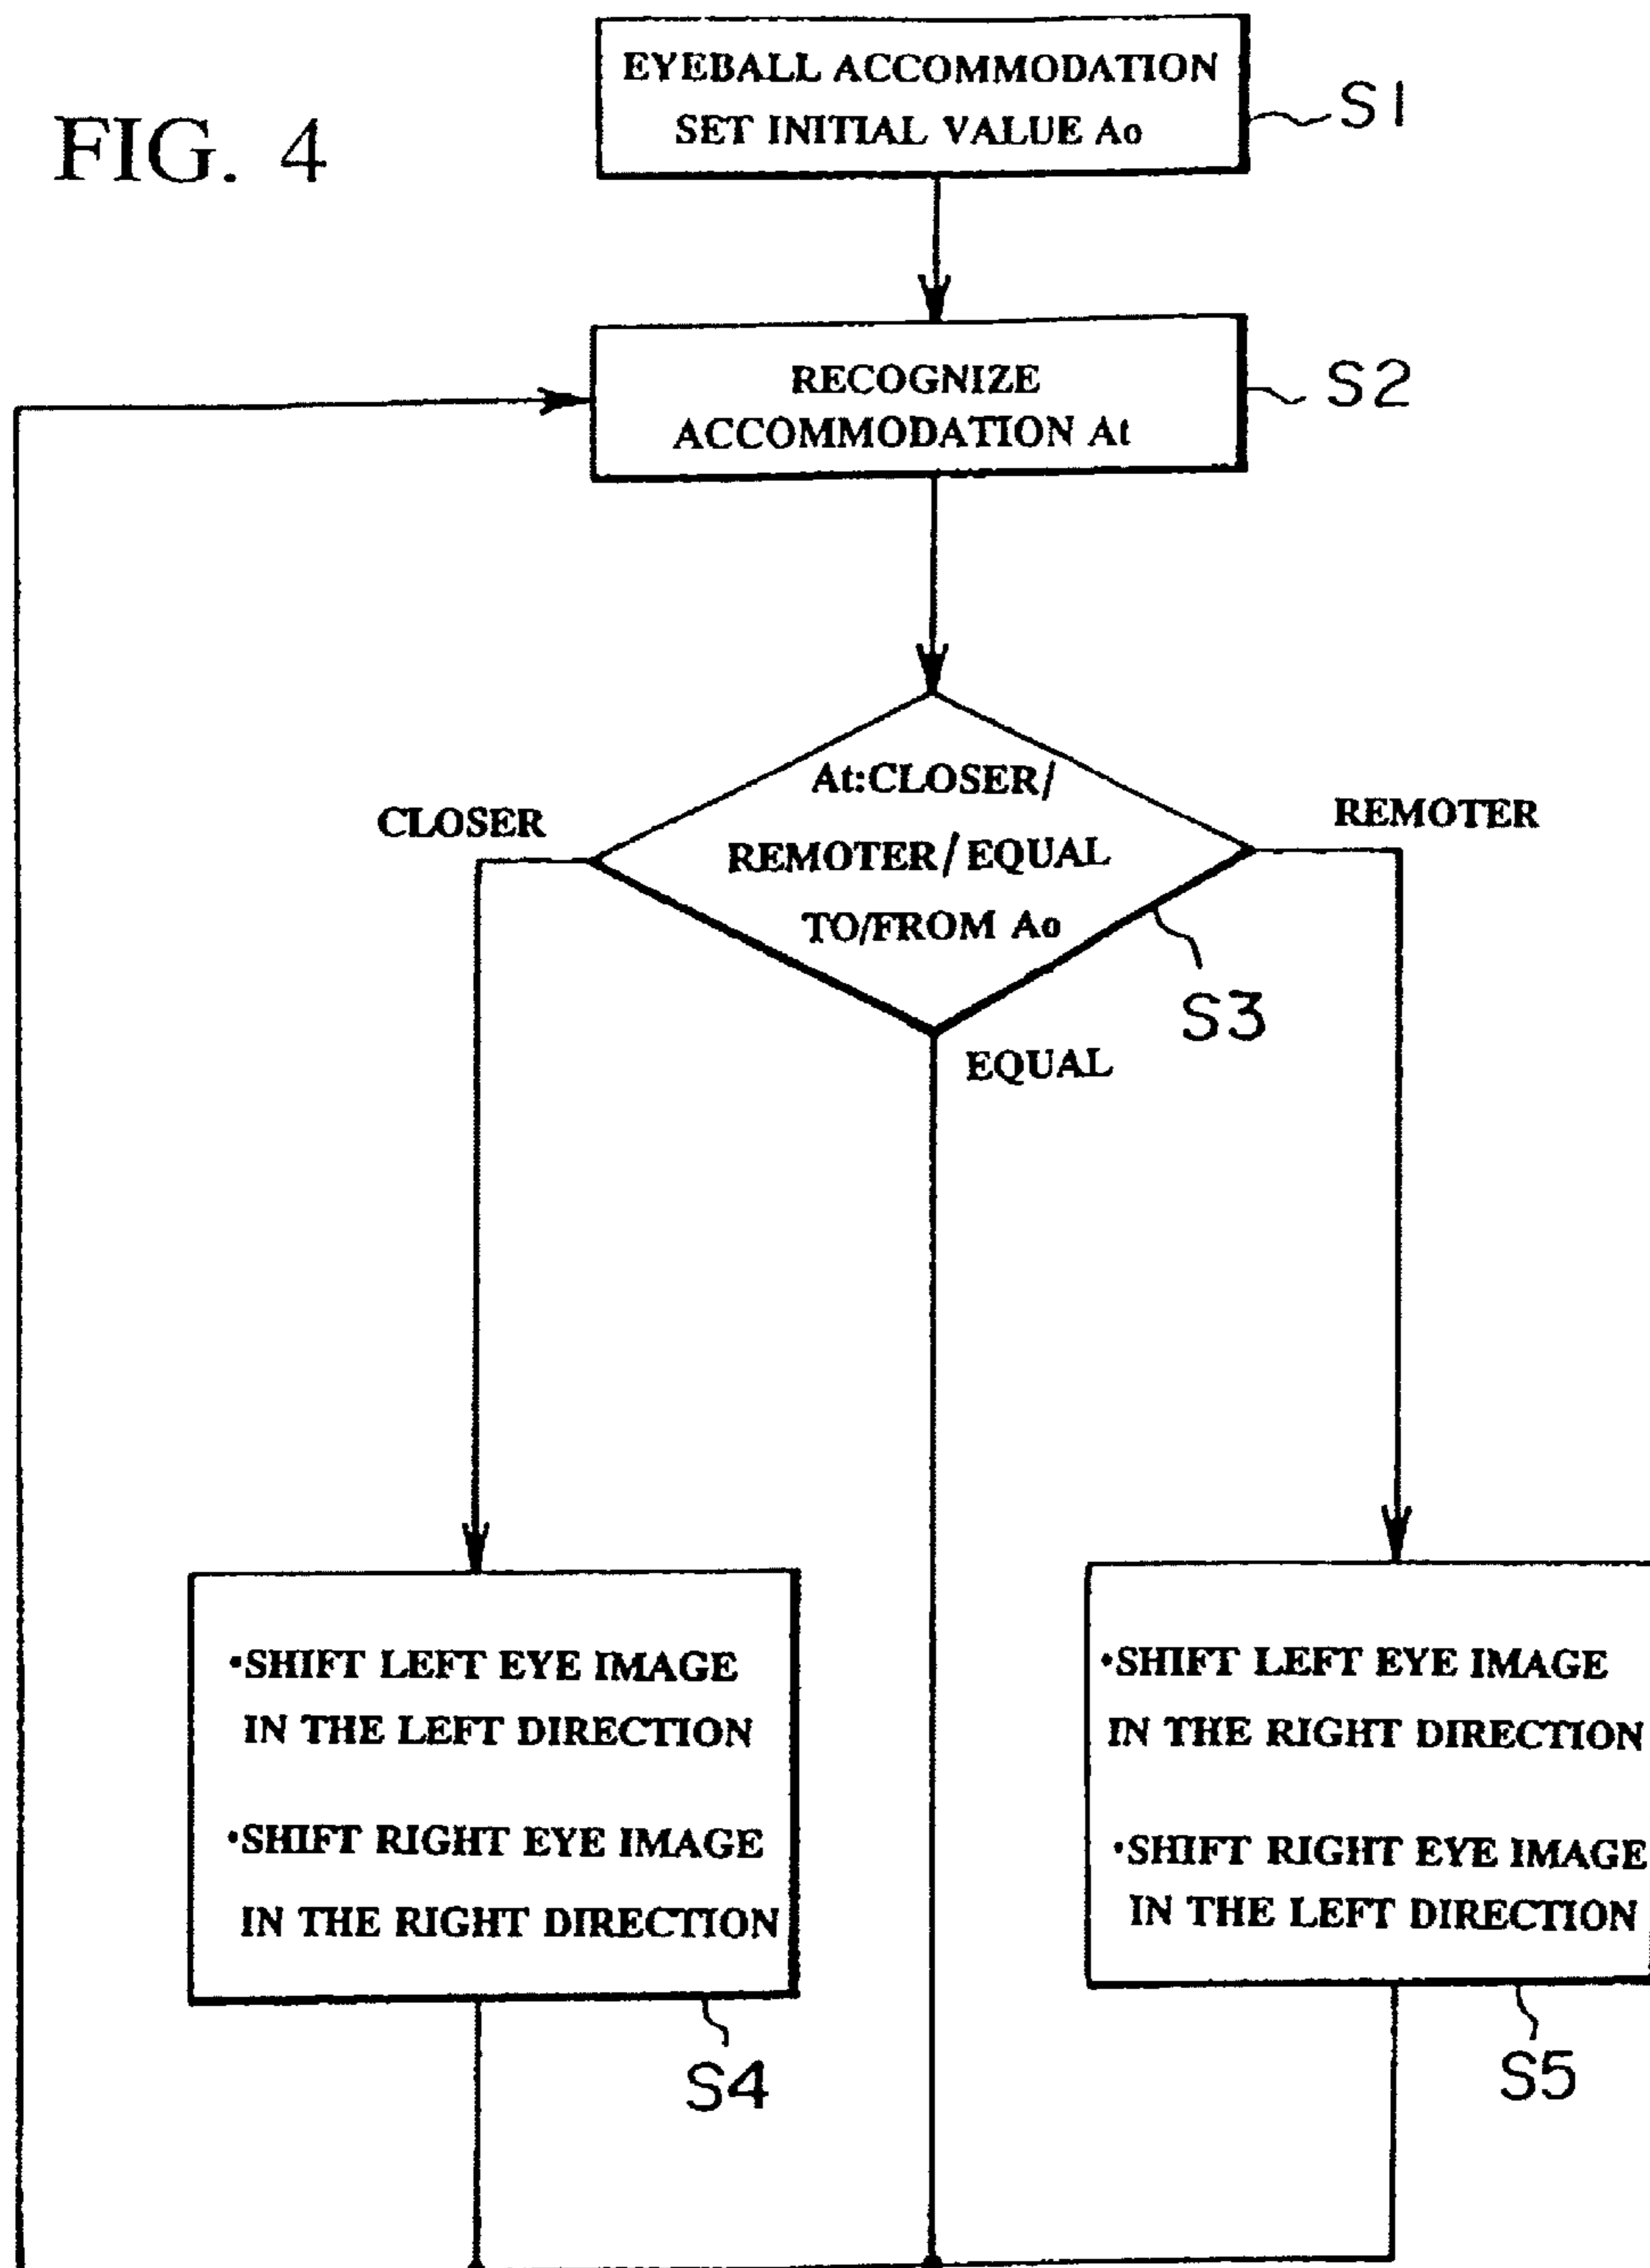 FIG. 4
EYEBALL ACCOMMODATION
SET INITIAL VALUE Ao
S1
RECOGNIZE
ACCOMMODATION At
S2
At:CLOSER/
REMOTER/EQUAL
TO/FROM Ao
CLOSER
REMOTER
S3
EQUAL
•SHIFT LEFT EYE IMAGE
IN THE LEFT DIRECTION
•SHIFT RIGHT EYE IMAGE
IN THE RIGHT DIRECTION
S4
•SHIFT LEFT EYE IMAGE
IN THE RIGHT DIRECTION
•SHIFT RIGHT EYE IMAGE
IN THE LEFT DIRECTION
S5